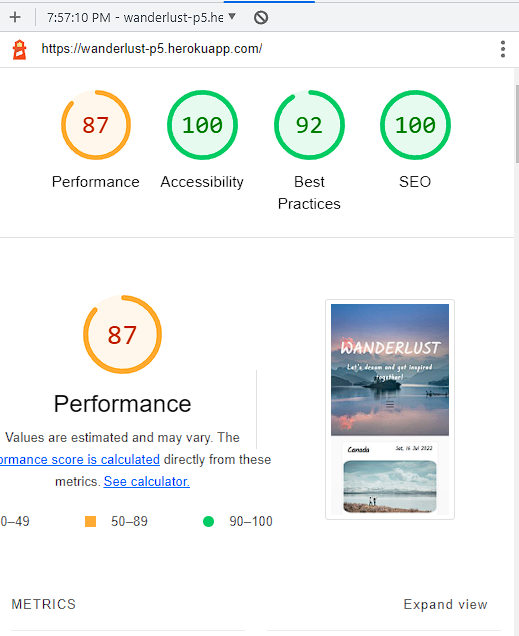 7:57:10 PM - wanderlust-p5.he
https://wanderlust-p5.herokuapp.com/
87
100
92
100
Performance
Accessibility
Best
Practices
SEO
87
Performance
Values are estimated and may vary. The
ormance score is calculated directly from these
metrics. See calculator.
0–49
50–89
90–100
WANDERLUST
Let's dream and get inspired
together!
Canada
Sat, 16 Jul 2022
METRICS
Expand view